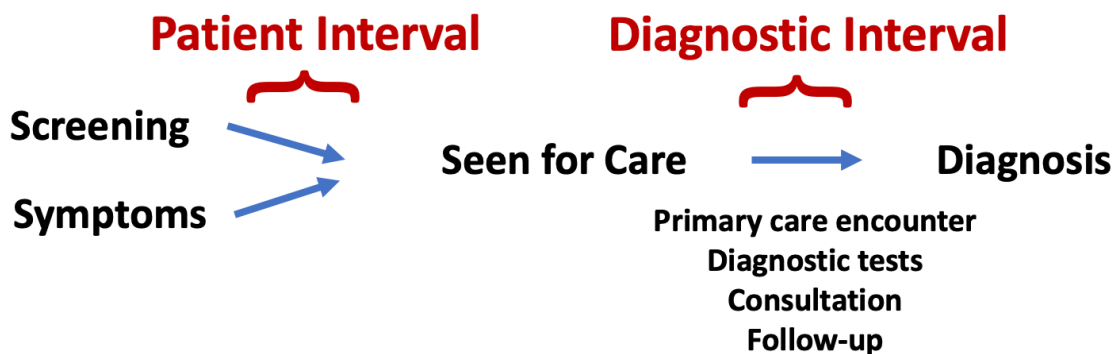 Patient Interval
Diagnostic Interval
Screening
Symptoms
Seen for Care
Diagnosis
Primary care encounter
Diagnostic tests
Consultation
Follow-up